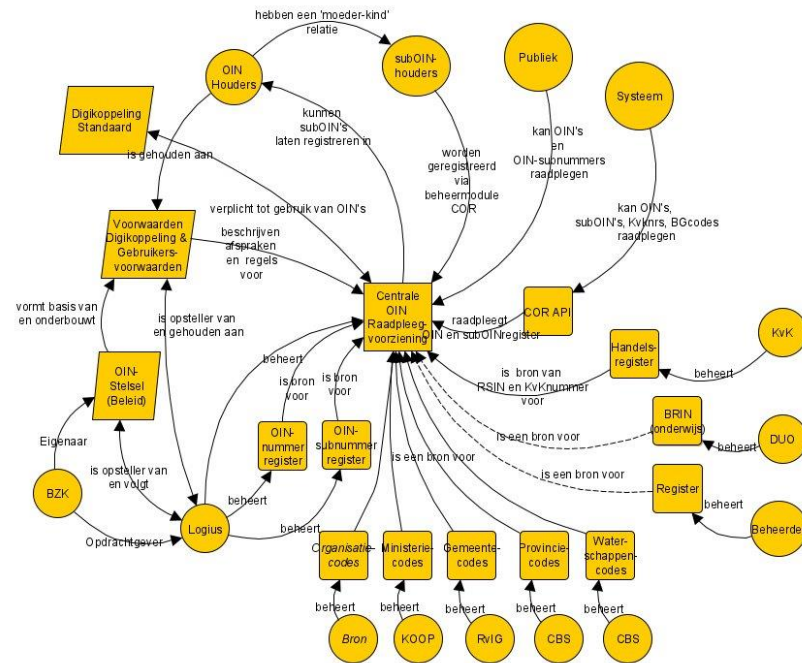 hebben een 'moeder-kind'
relatie
OIN
Houders
subOIN-
houders
Publiek
Systeem
Digikoppeling
Standaard
is gehouden aan
kunnen
subOIN's
laten registreren in
worden
geregistreerd
via
beheermodule
COR
kan OIN's
en
OIN-subnummers
raadplegen
kan OIN's,
subOIN's, Kvknrs, BGcodes
raadplegen
verplicht tot gebruik van OIN's
Voorwaarden
Digikoppeling &
Gebruikers-
voorwaarden
beschrijven
afspraken
en regels
voor
vormt basis van
en onderbouwt
is opsteller van
en gehouden aan
Centrale
OIN
Raadpleeg-
voorziening
raadpleegt
OIN en subOINregister
COR API
Handels-
register
KvK
beheert
is bron van
RSIN en KvKnummer
voor
OIN-
Stelsel
(Beleid)
beheert
is bron
voor
is bron
voor
OIN-
nummer
register
OIN-
subnummer
register
BRIN
(onderwijs)
DUO
beheert
is een bron voor
is een bron voor
is een bron voor
Register
beheert
Beheerder
Eigenaar
is opsteller van
en volgt
BZK
Opdrachtgever
Logius
beheert
beheert
Organisatie-
codes
Ministerie-
codes
Gemeente-
codes
Provincie-
codes
Water-
schappen-
codes
beheert
beheert
beheert
beheert
beheert
Bron
KOOP
RvIG
CBS
CBS